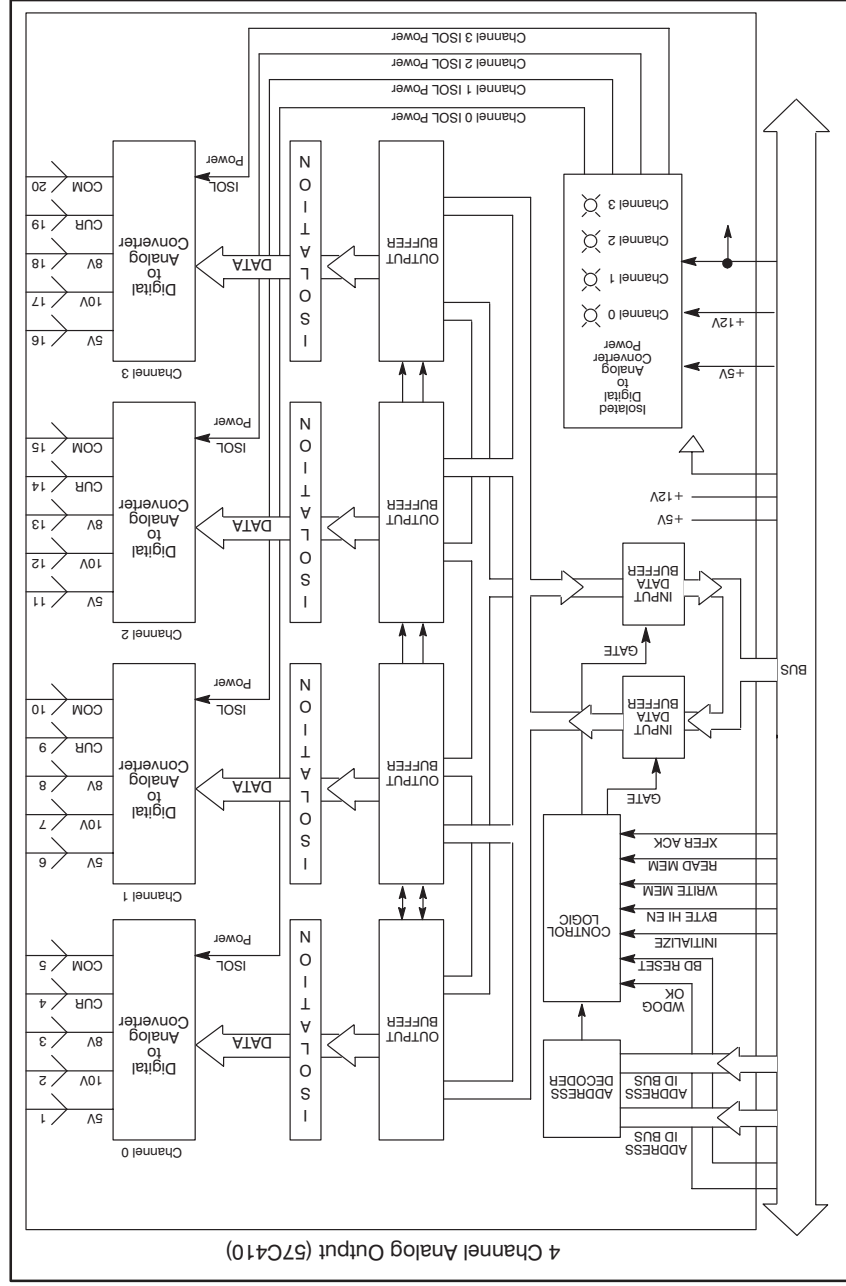 4 Channel Analog Output (57C410)
BUS
ID BUS
ADDRESS
ID BUS
ADDRESS
ADDRESS
DECODER
WDOG
OK
BD RESET
INITIALIZE
BYTE HI EN
WRITE MEM
READ MEM
XFER ACK
CONTROL
LOGIC
GATE
INPUT
DATA
BUFFER
GATE
INPUT
DATA
BUFFER
+5V
+12V
+5V
+12V
Isolated
Digital
to
Analog
Converter
Power
Channel 0
Channel 1
Channel 2
Channel 3
OUTPUT
BUFFER
ISOLATION
DATA
ISOL
Power
Channel 0
Digital
to
Analog
Converter
5V 1
10V 2
8V 3
CUR 4
COM 5
OUTPUT
BUFFER
ISOLATION
DATA
ISOL
Power
Channel 1
Digital
to
Analog
Converter
5V 6
10V 7
8V 8
CUR 9
COM 10
OUTPUT
BUFFER
ISOLATION
DATA
ISOL
Power
Channel 2
Digital
to
Analog
Converter
5V 11
10V 12
8V 13
CUR 14
COM 15
OUTPUT
BUFFER
ISOLATION
DATA
ISOL
Power
Channel 3
Digital
to
Analog
Converter
5V 16
10V 17
8V 18
CUR 19
COM 20
Channel 0 ISOL Power
Channel 1 ISOL Power
Channel 2 ISOL Power
Channel 3 ISOL Power